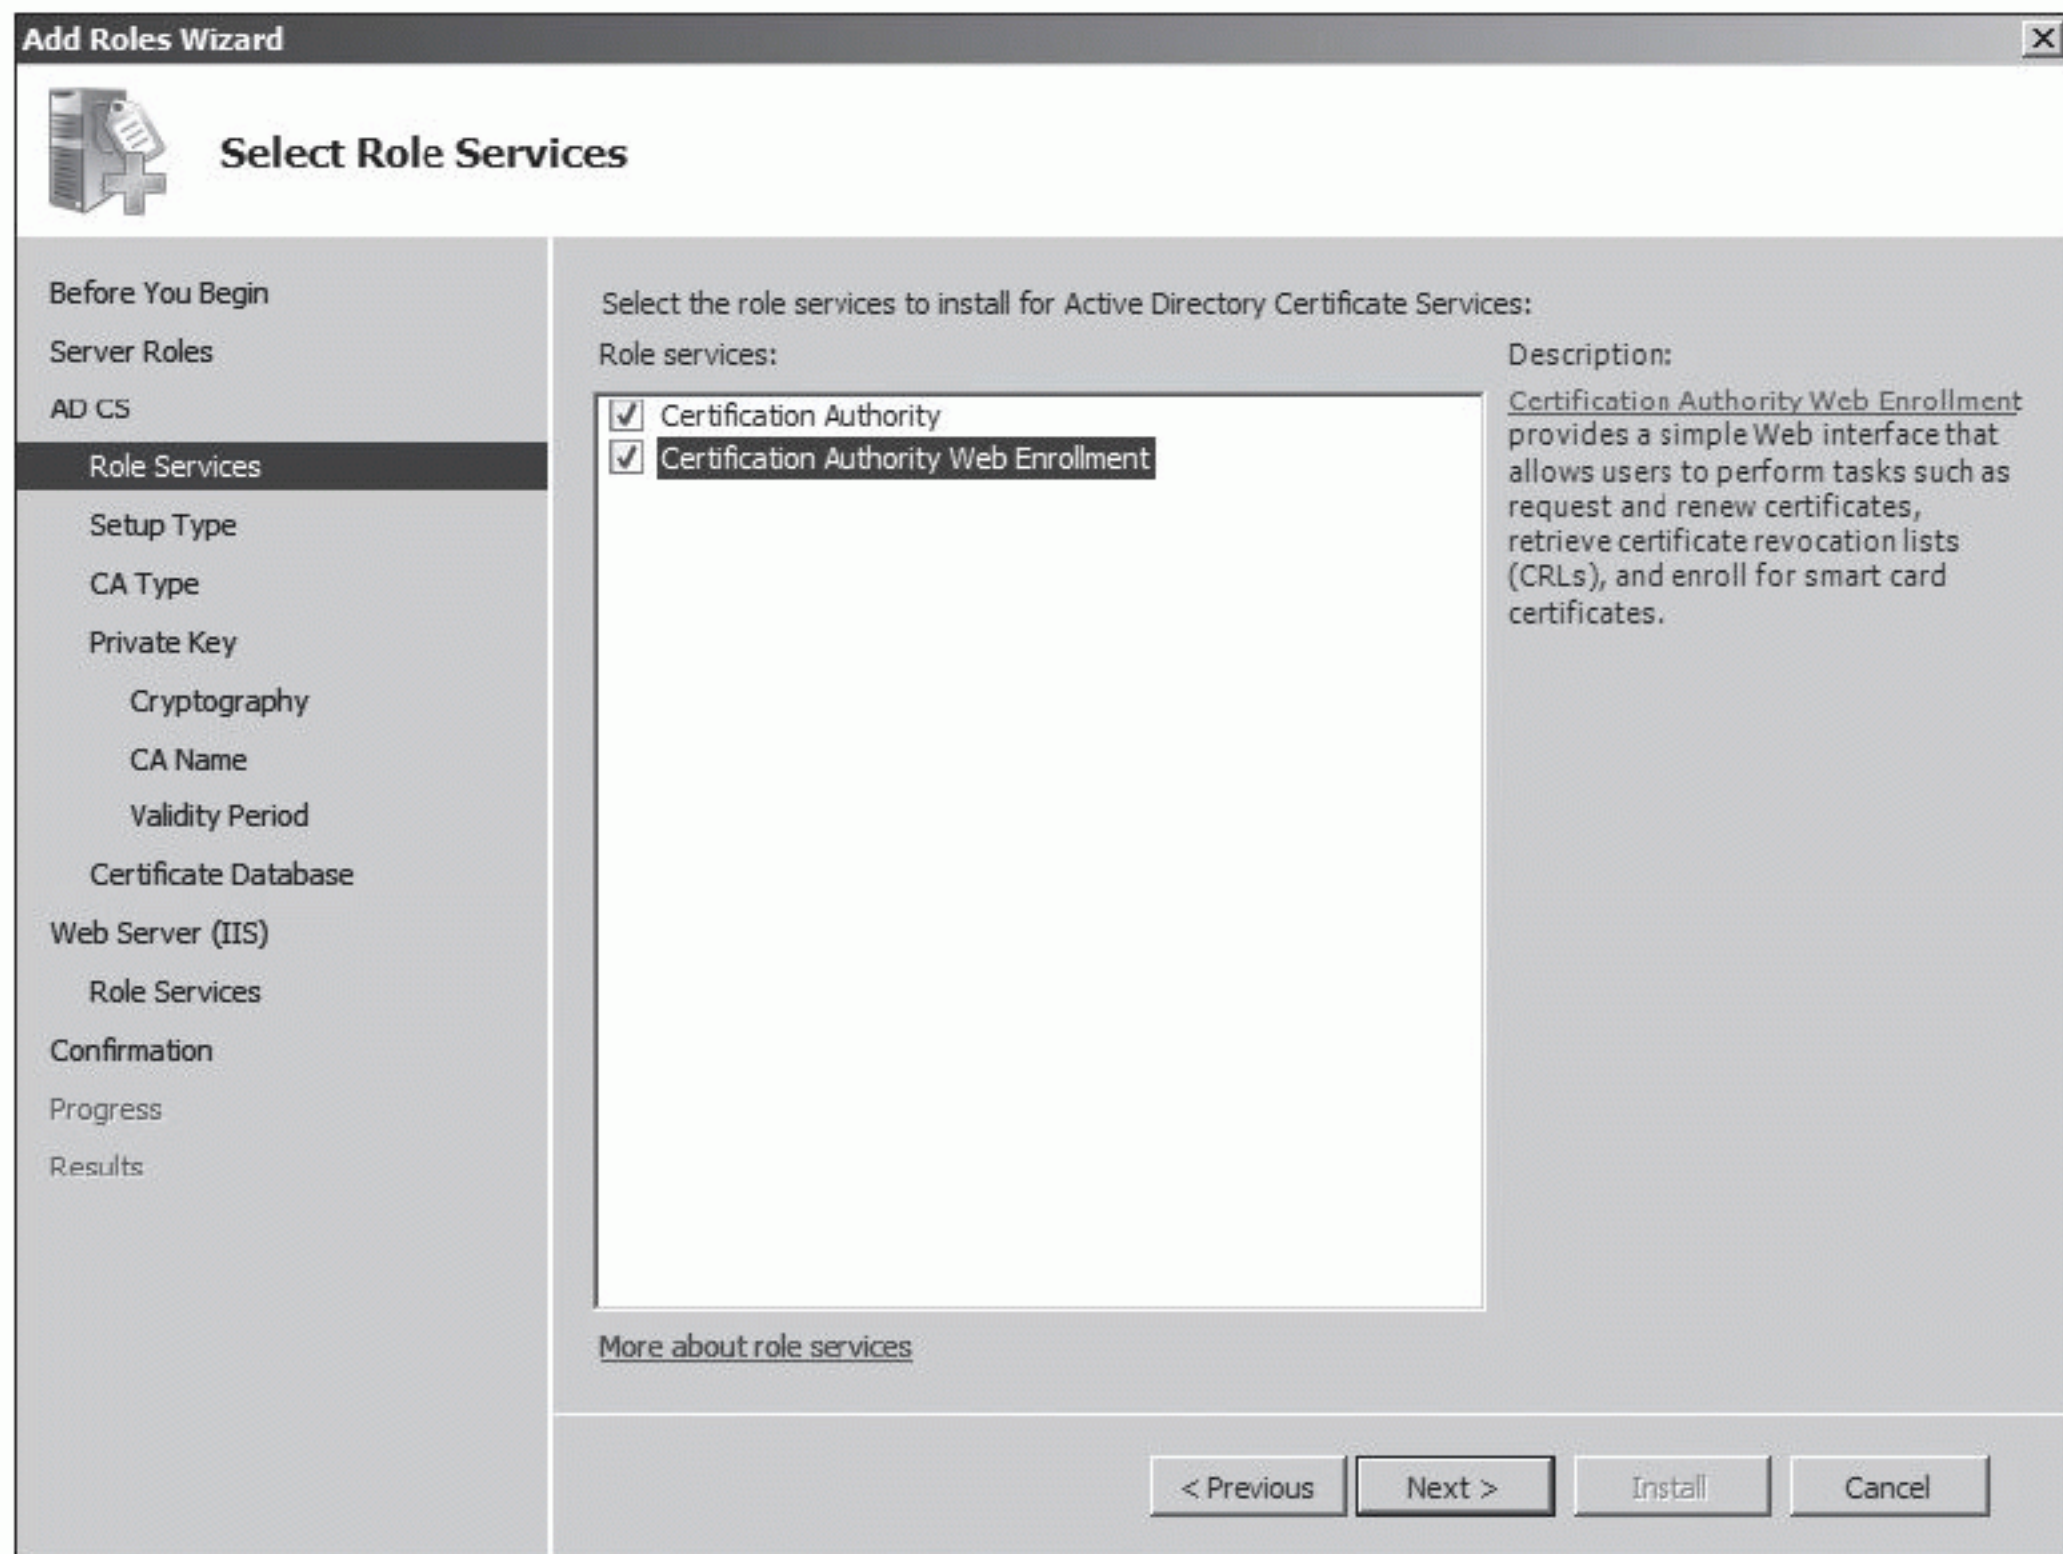 Add Roles Wizard
Select Role Services
Before You Begin
Server Roles
AD CS
Role Services
Setup Type
CA Type
Private Key
Cryptography
CA Name
Validity Period
Certificate Database
Web Server (IIS)
Role Services
Confirmation
Progress
Results
Select the role services to install for Active Directory Certificate Services:
Role services:
Certification Authority
Certification Authority Web Enrollment
More about role services
Description:
Certification Authority Web Enrollment
provides a simple Web interface that
allows users to perform tasks such as
request and renew certificates,
retrieve certificate revocation lists
(CRLs), and enroll for smart card
certificates.
< Previous
Next >
Install
Cancel